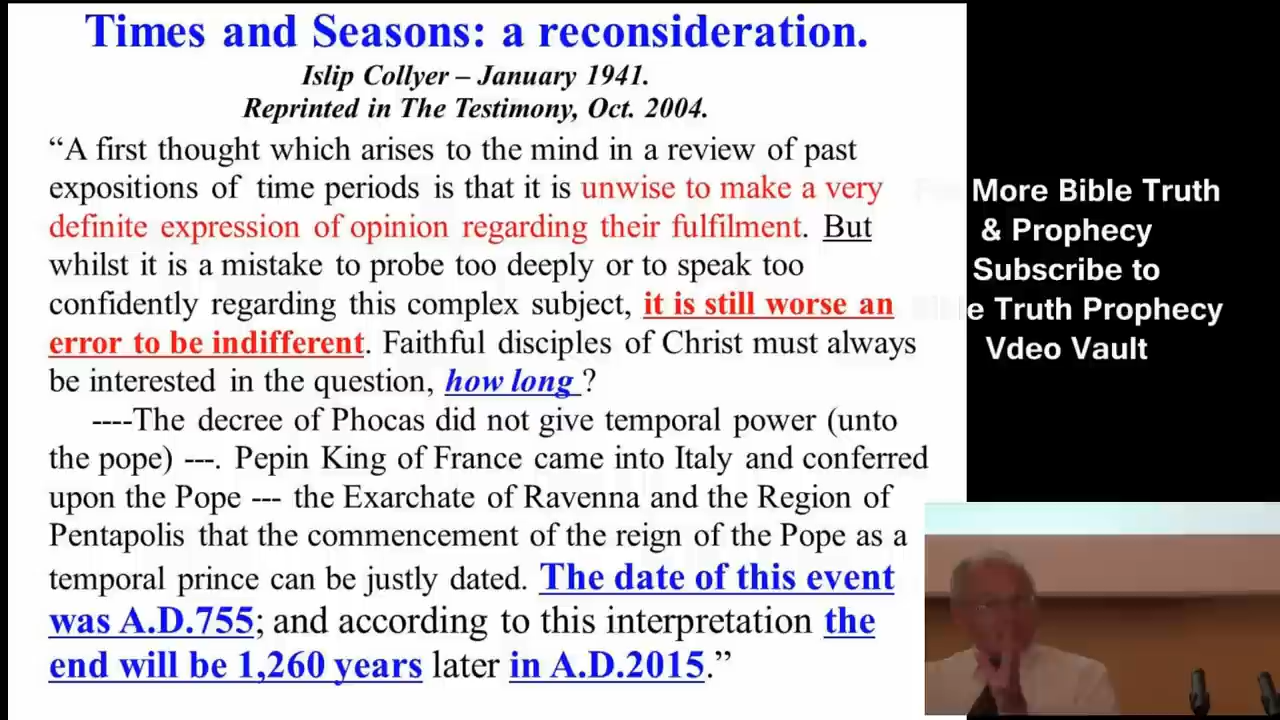 Times and Seasons: a reconsideration.
Islip Collyer – January 1941.
Reprinted in The Testimony, Oct. 2004.
“A first thought which arises to the mind in a review of past
expositions of time periods is that it is unwise to make a very
definite expression of opinion regarding their fulfilment. But
whilst it is a mistake to probe too deeply or to speak too
confidently regarding this complex subject, it is still worse an
error to be indifferent. Faithful disciples of Christ must always
be interested in the question, how long ?
----The decree of Phocas did not give temporal power (unto
the pope) ---. Pepin King of France came into Italy and conferred
upon the Pope --- the Exarchate of Ravenna and the Region of
Pentapolis that the commencement of the reign of the Pope as a
temporal prince can be justly dated. The date of this event
was A.D.755; and according to this interpretation the
end will be 1,260 years later in A.D.2015.”
More Bible Truth
& Prophecy
Subscribe to
Truth Prophecy
Vdeo Vault